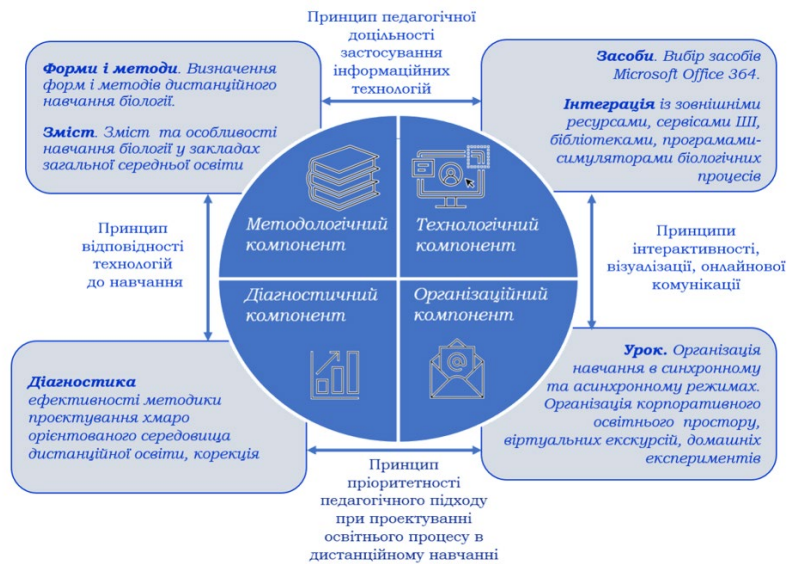 Принцип педагогічної
доцільності
застосування
інформаційних
технологій
Форми і методи. Визначення
форм і методів дистанційного
навчання біології.
Зміст. Зміст та особливості
навчання біології у закладах
загальної середньої освіти
Засоби. Вибір засобів
Microsoft Office 364.
Інтеграція із зовнішніми
ресурсами, сервісами ШІ,
бібліотеками, програмами-
симуляторами біологічних
процесів
Методологічний
компонент
Технологічний
компонент
Принцип
відповідності
технологій
до навчання
Принципи
інтерактивності,
візуалізації, онлайнової
комунікації
Діагностичний
компонент
Організаційний
компонент
Діагностика
ефективності методики
проєктування хмаро
орієнтованого середовища
дистанційної освіти, корекція
Урок. Організація
навчання в синхронному
та асинхронному режимах.
Організація корпоративного
освітнього простору,
віртуальних екскурсій, домашніх
експериментів
Принцип
пріоритетності
педагогічного підходу
при проектуванні
освітнього процесу в
дистанційному навчанні